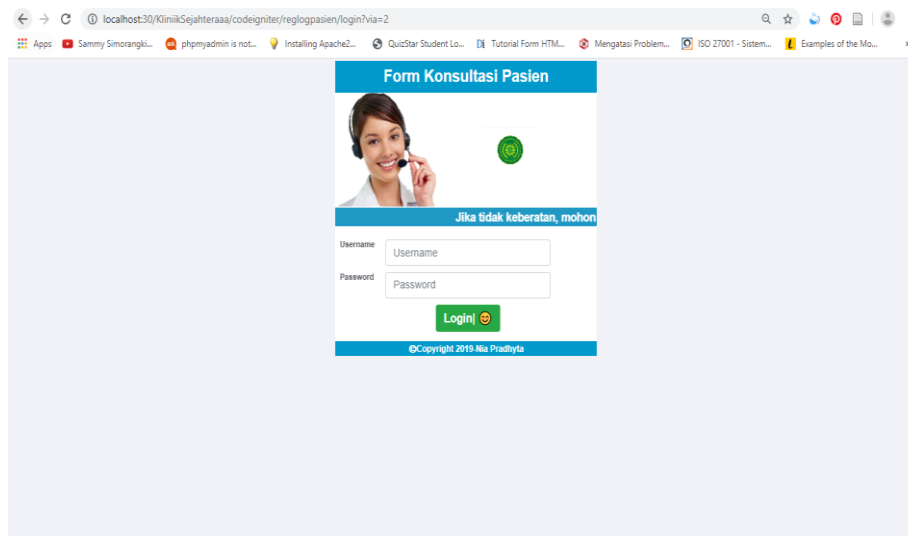 localhost:30/KliniikSejahteraaa/codeigniter/reglogpasien/login?via=2
Apps Sammy Simorangki... phpmyadmin is not... Installing Apache2... QuizStar Student Lo... Tutorial Form HTM... Mengatasi Problem... ISO 27001 - Sistem... Examples of the Mo...
Form Konsultasi Pasien
Jika tidak keberatan, mohon
Username Username
Password Password
Login| 😊
©Copyright 2019-Nia Pradhyta